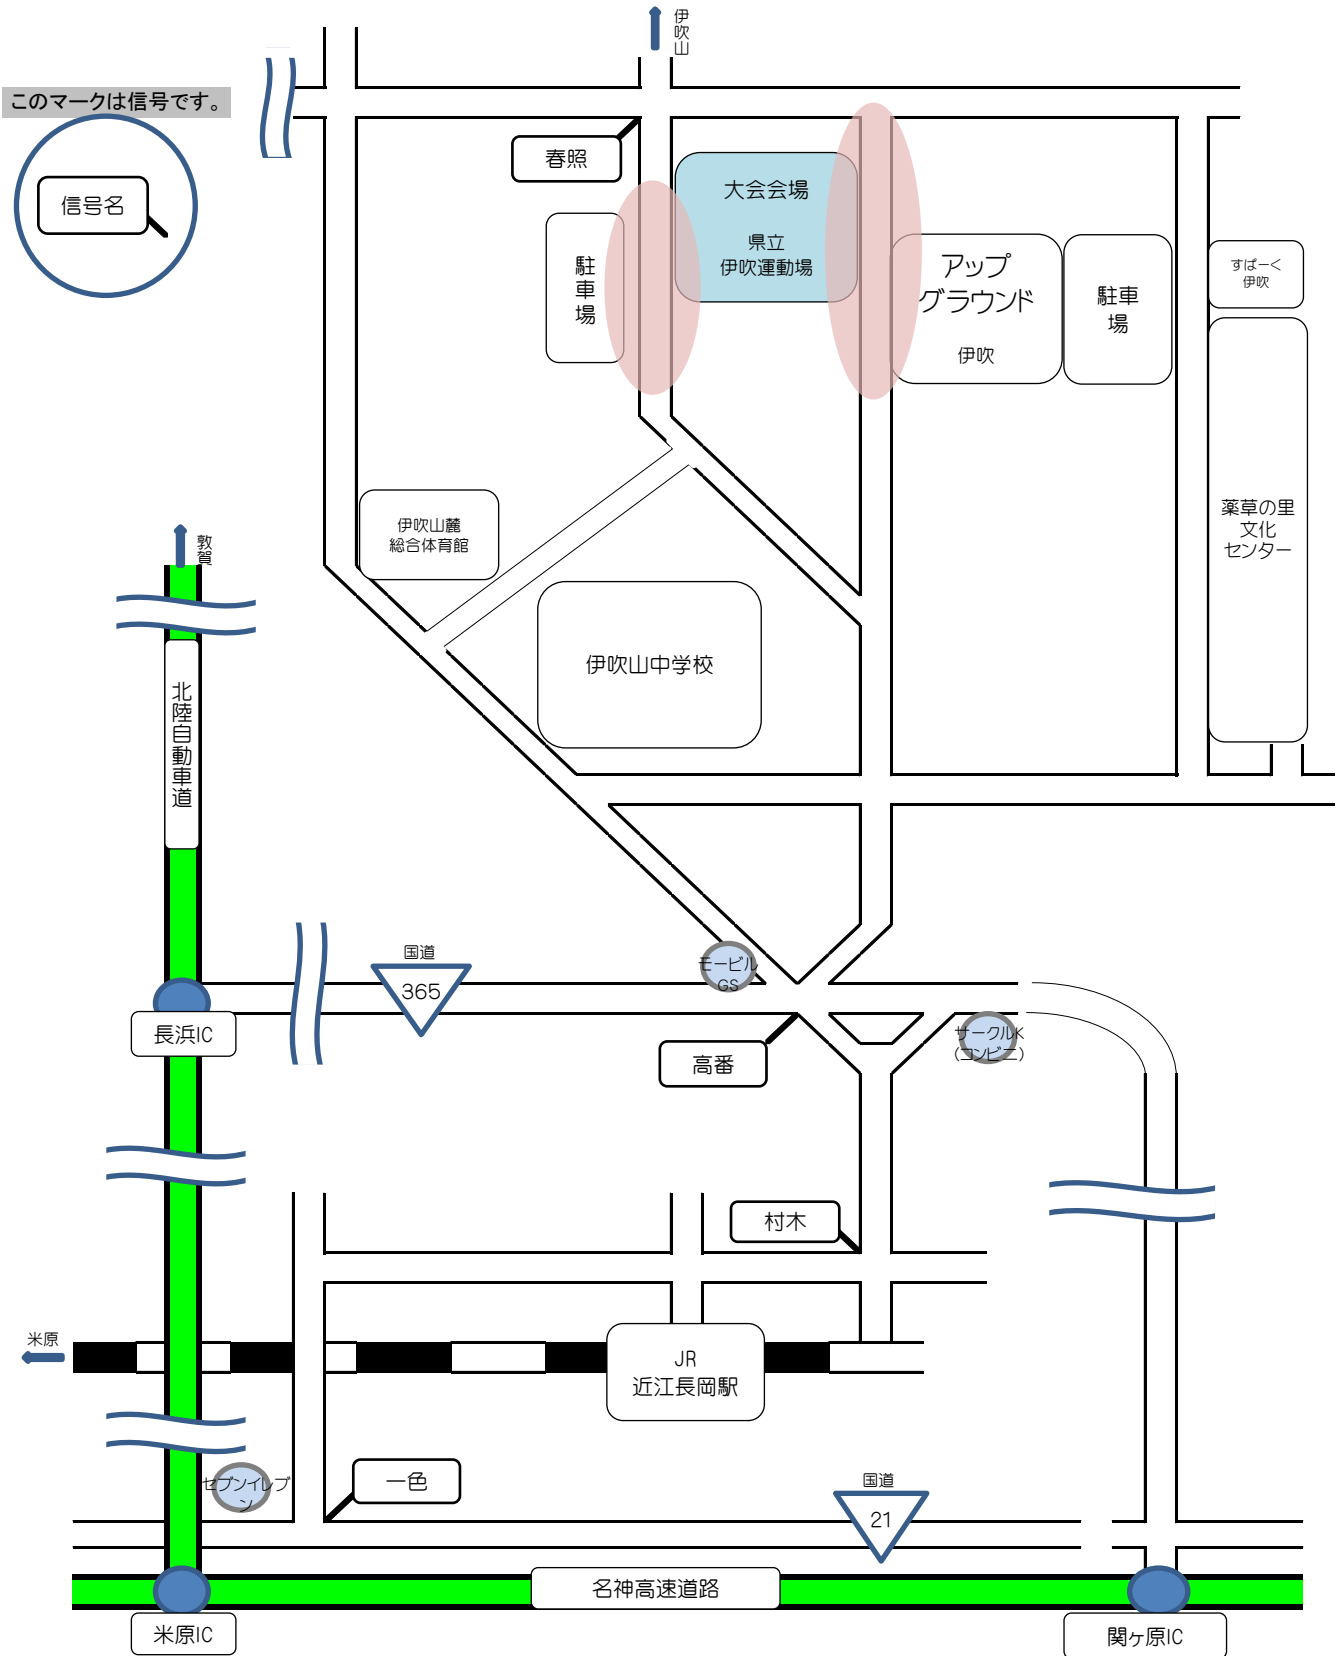 伊吹山
このマークは信号です。
信号名
春照
大会会場
県立
伊吹運動場
駐車場
アップ
グラウンド
伊吹
駐車
場
すぱーく
伊吹
伊吹山麓
総合体育館
薬草の里
文化
センター
敦賀
伊吹山中学校
北陸自動車道
国道
365
モービル
GS
長浜IC
高番
サークルK
(コンビニ)
村木
米原
JR
近江長岡駅
セブンイレブ
ン
一色
国道
21
名神高速道路
米原IC
関ヶ原IC